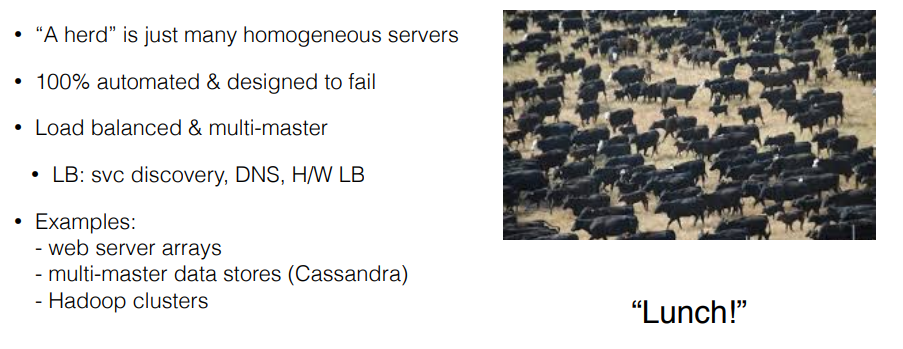 • “A herd” is just many homogeneous servers
• 100% automated & designed to fail
• Load balanced & multi-master
• LB: svc discovery, DNS, H/W LB
• Examples:
- web server arrays
- multi-master data stores (Cassandra)
- Hadoop clusters
“Lunch!”